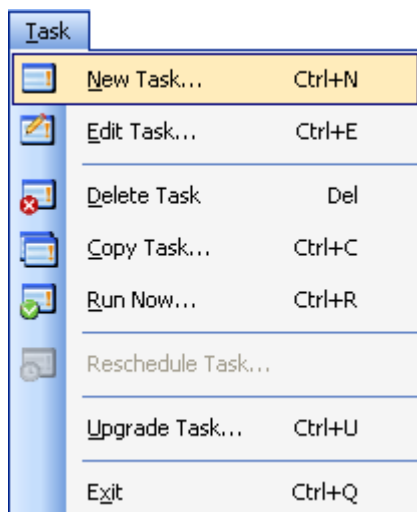 Task
New Task... Ctrl+N
Edit Task... Ctrl+E
Delete Task Del
Copy Task... Ctrl+C
Run Now... Ctrl+R
Reschedule Task...
Upgrade Task... Ctrl+U
Exit Ctrl+Q